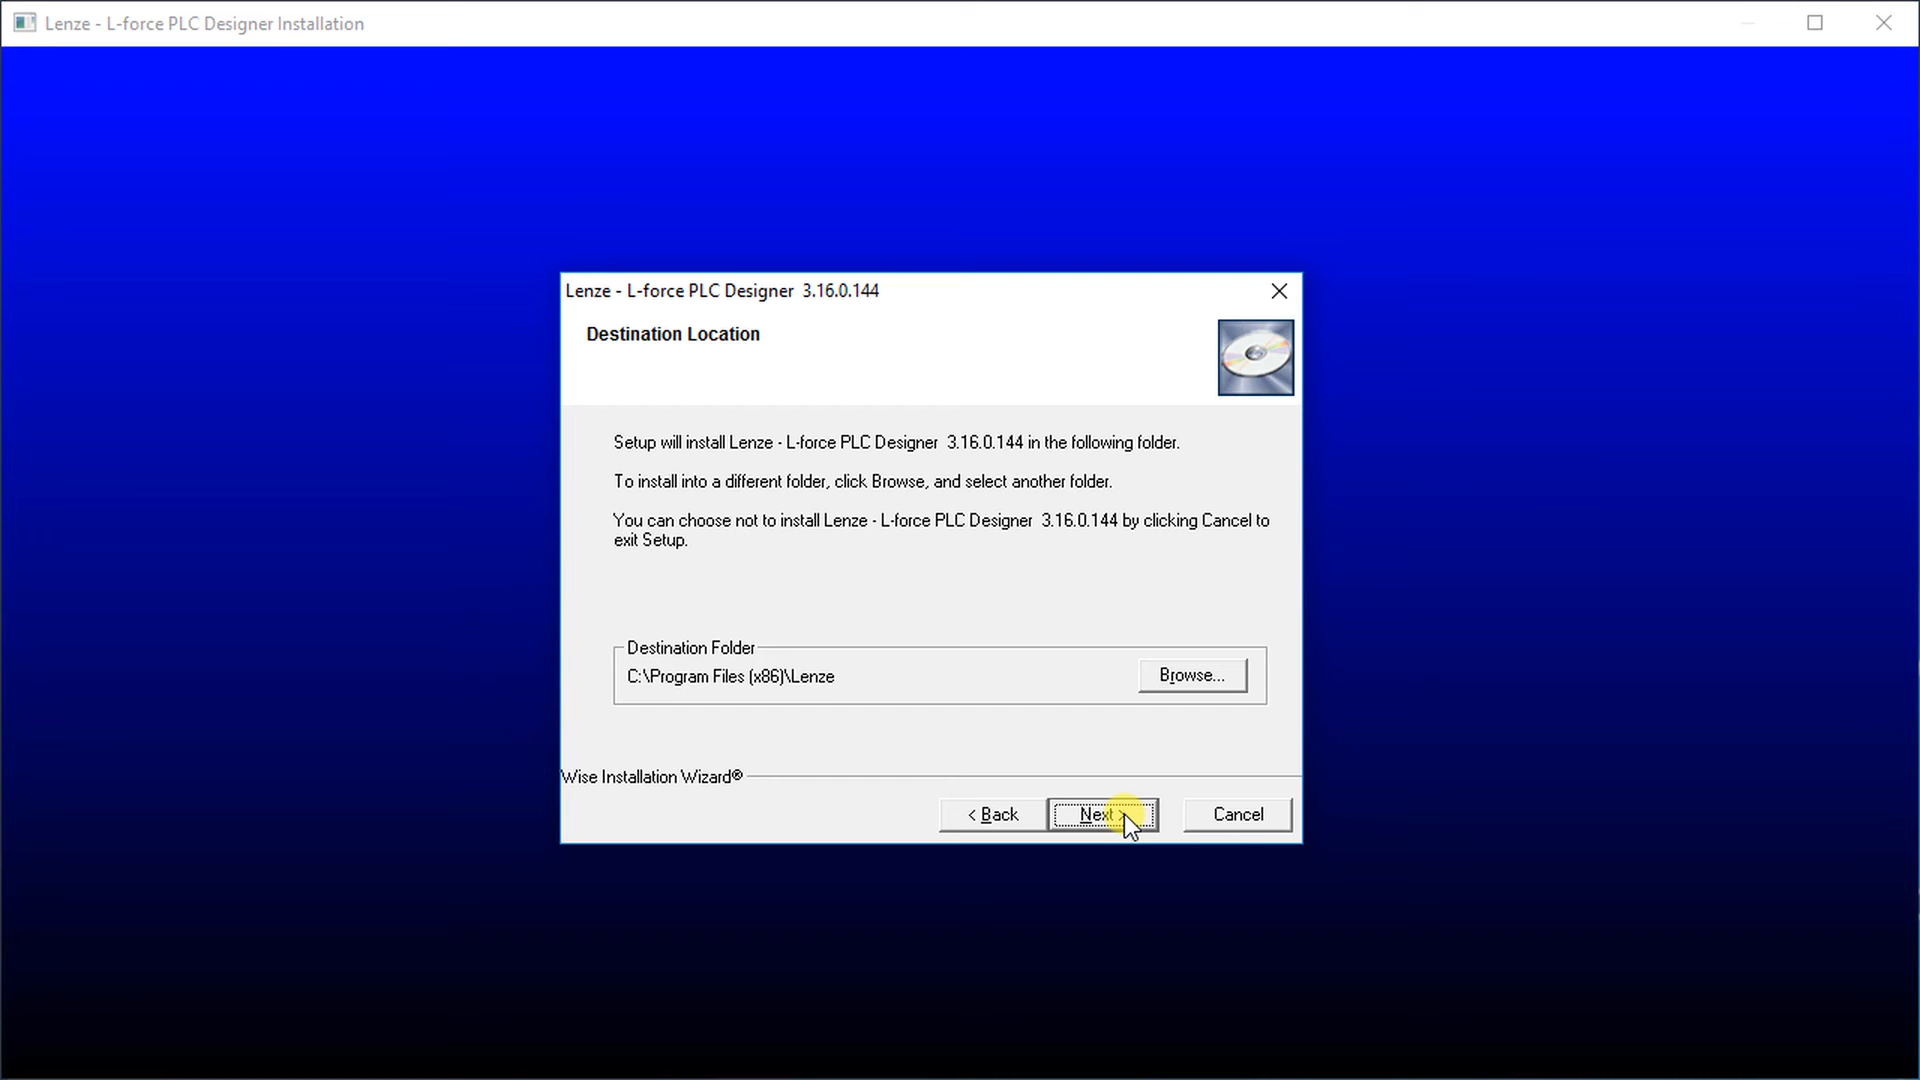 Lenze - L-force PLC Designer Installation
Lenze - L-force PLC Designer 3.16.0.144
Destination Location
Setup will install Lenze - L-force PLC Designer 3.16.0.144 in the following folder.
To install into a different folder, click Browse, and select another folder.
You can choose not to install Lenze - L-force PLC Designer 3.16.0.144 by clicking Cancel to
exit Setup.
Destination Folder
C:\Program Files (x86)\Lenze
Browse...
Wise Installation Wizard®
< Back
Next >
Cancel